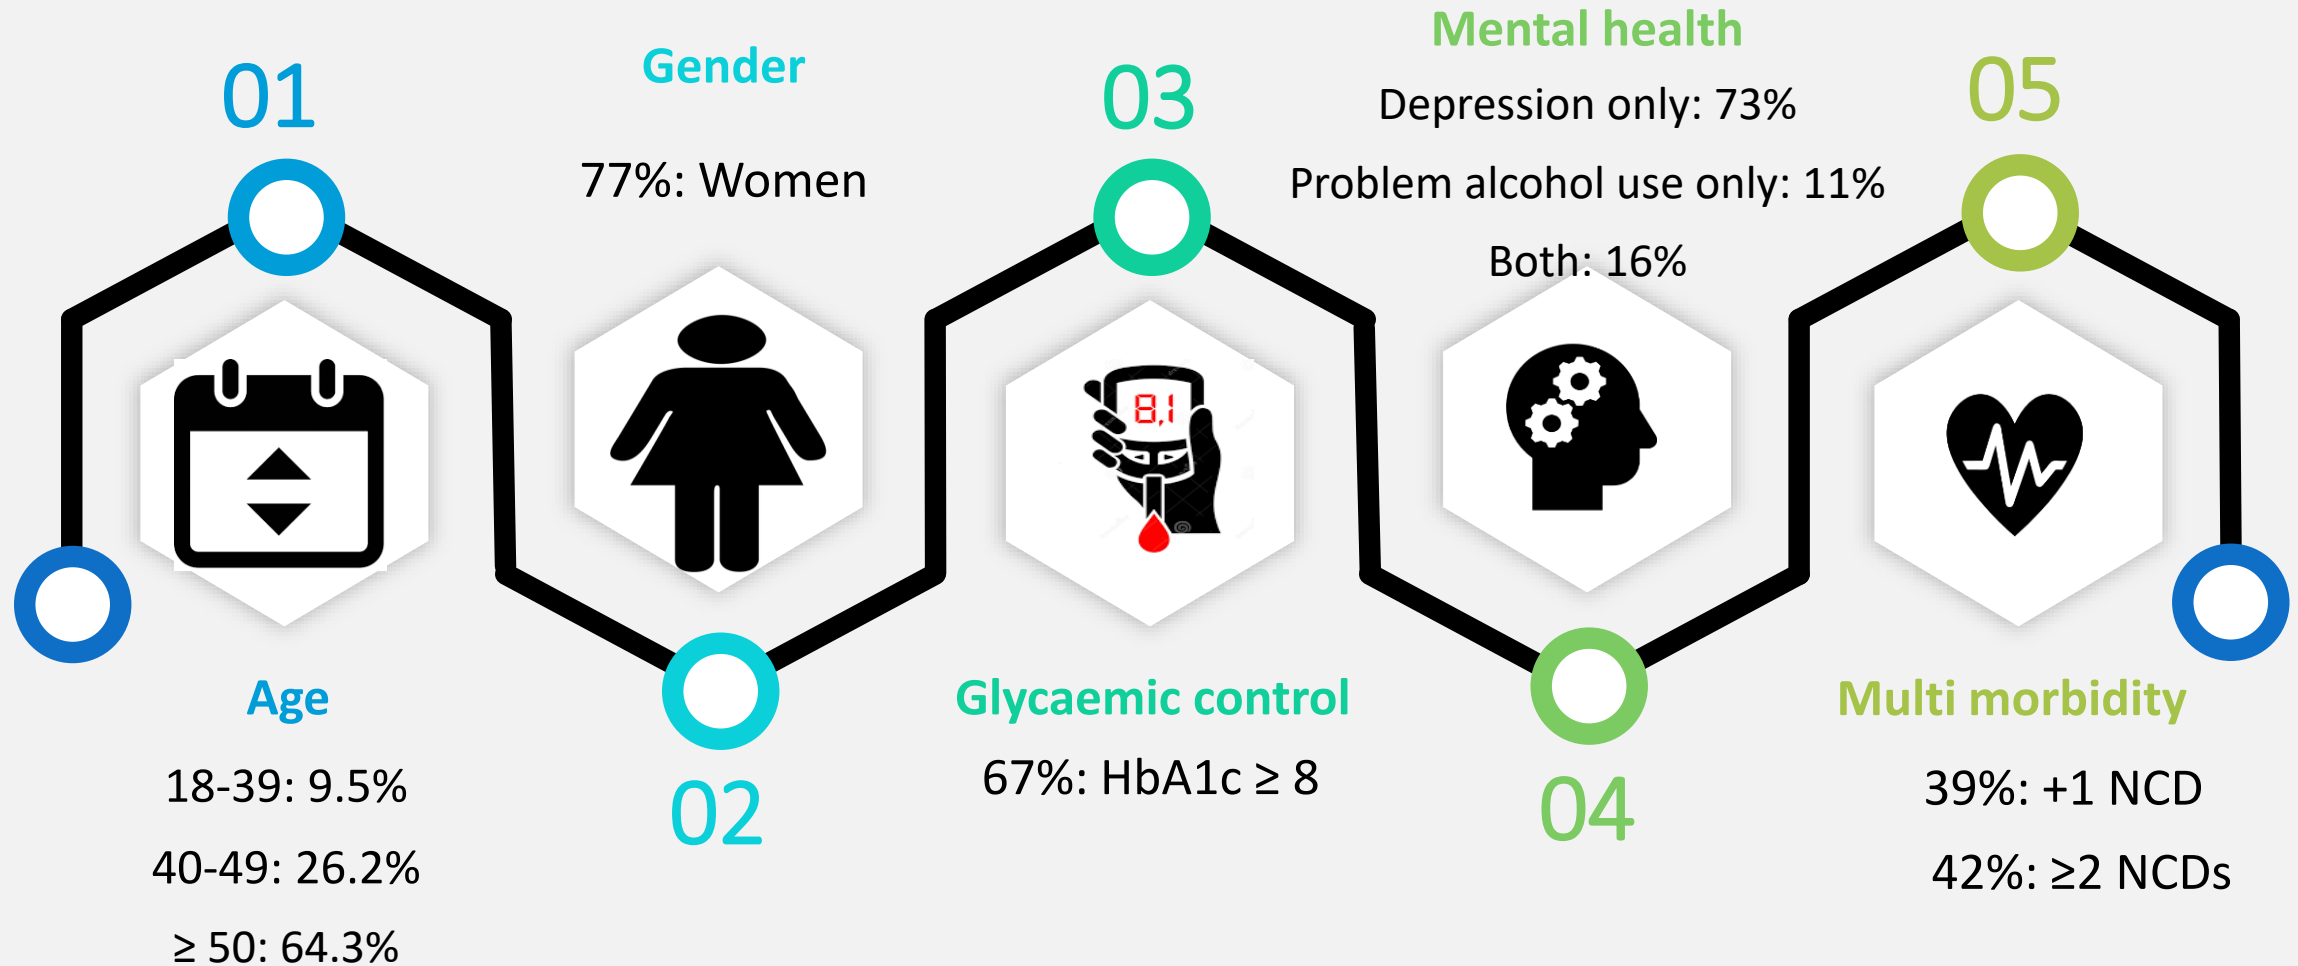 01
Age
18-39: 9.5%
40-49: 26.2%
≥ 50: 64.3%
Gender
77%: Women
02
03
8,1
Glycaemic control
67%: HbA1c ≥ 8
Mental health
Depression only: 73%
Problem alcohol use only: 11%
Both: 16%
04
05
Multi morbidity
39%: +1 NCD
42%: ≥2 NCDs